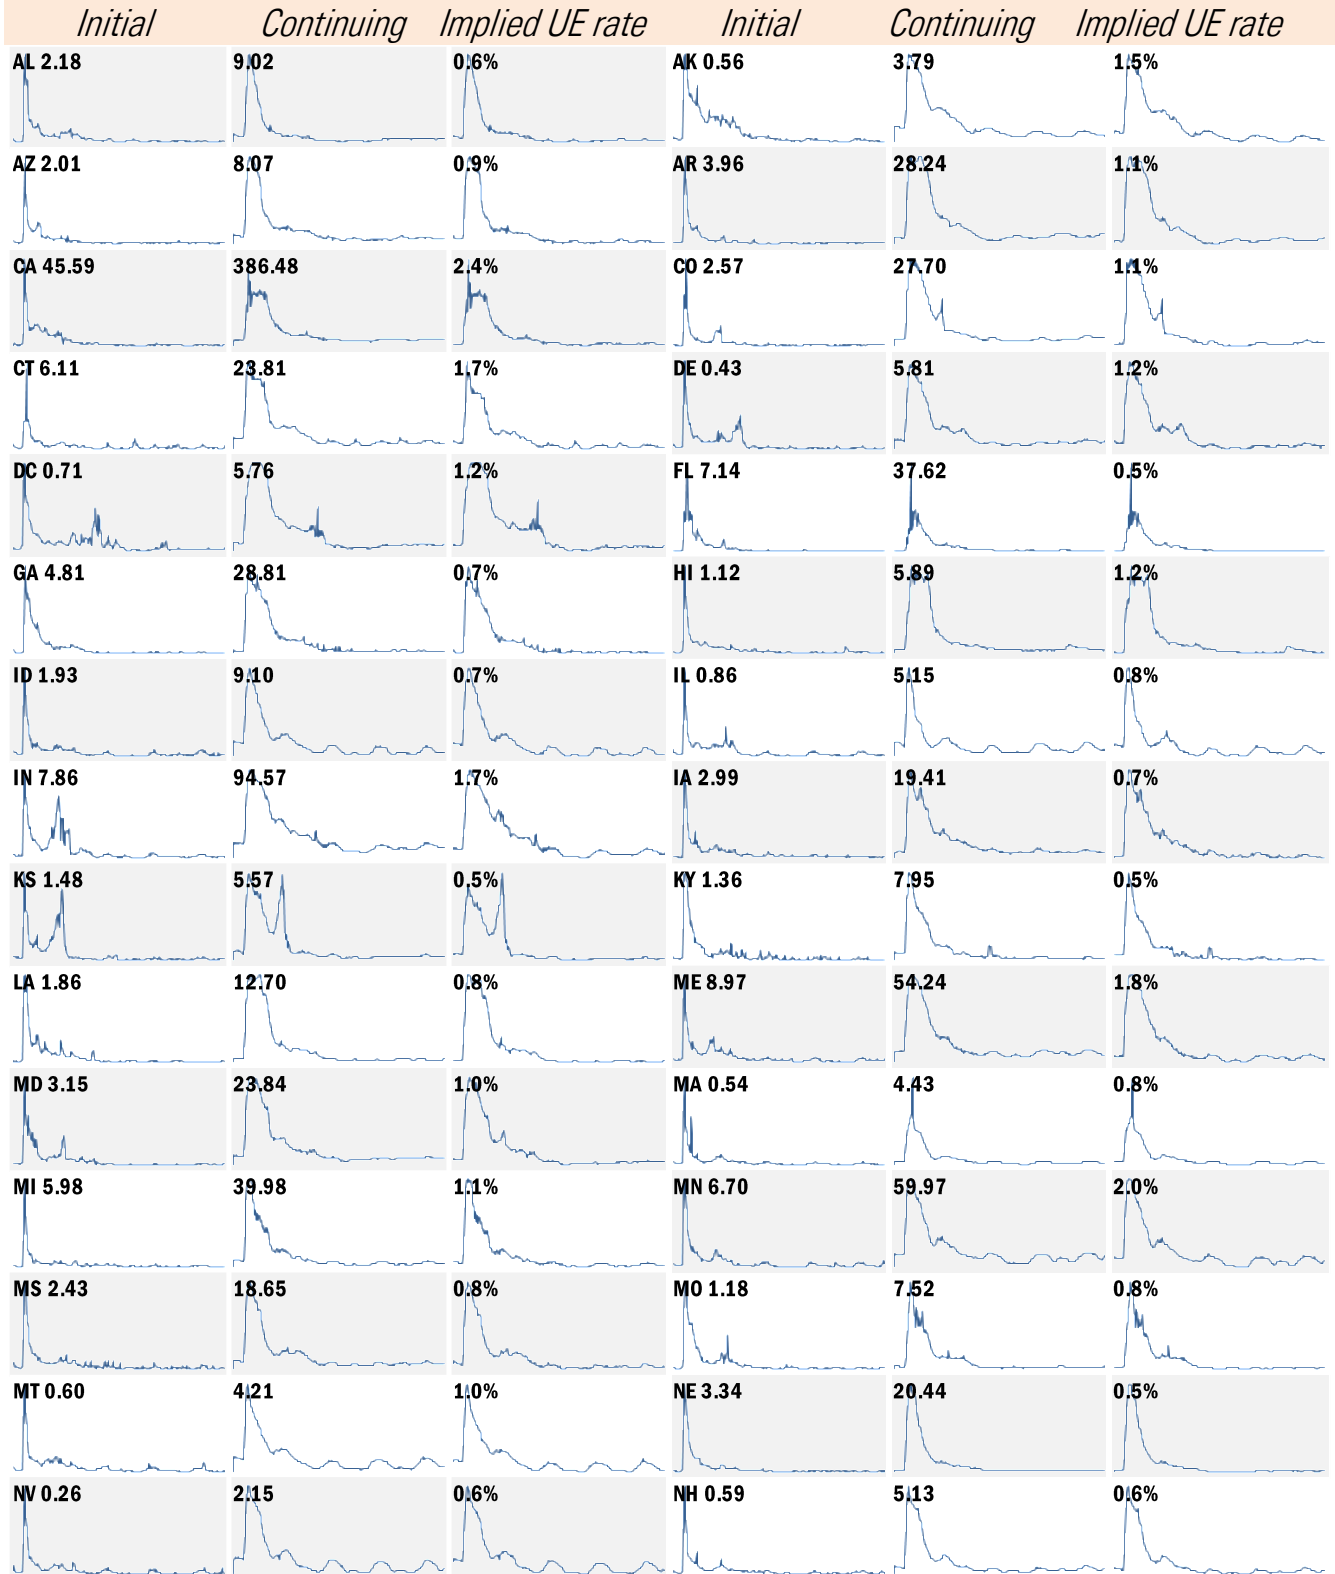 Initial Continuing Implied UE rate Initial Continuing Implied UE rate
AL 2.18 9.02 0.6% AK 0.56 3.79 1.5%
AZ 2.01 8.07 0.9% AR 3.96 28.24 1.1%
CA 45.59 386.48 2.4% CO 2.57 27.70 1.1%
CT 6.11 23.81 1.7% DE 0.43 5.81 1.2%
DC 0.71 5.76 1.2% FL 7.14 37.62 0.5%
GA 4.81 28.81 0.7% HI 1.12 5.89 1.2%
ID 1.93 9.10 0.7% IL 0.86 5.15 0.8%
IN 7.86 94.57 1.7% IA 2.99 19.41 0.7%
KS 1.48 5.57 0.5% KY 1.36 7.95 0.5%
LA 1.86 12.70 0.8% ME 8.97 54.24 1.8%
MD 3.15 23.84 1.0% MA 0.54 4.43 0.8%
MI 5.98 39.98 1.1% MN 6.70 59.97 2.0%
MS 2.43 18.65 0.8% MO 1.18 7.52 0.8%
MT 0.60 4.21 1.0% NE 3.34 20.44 0.5%
NV 0.26 2.15 0.6% NH 0.59 5.13 0.6%